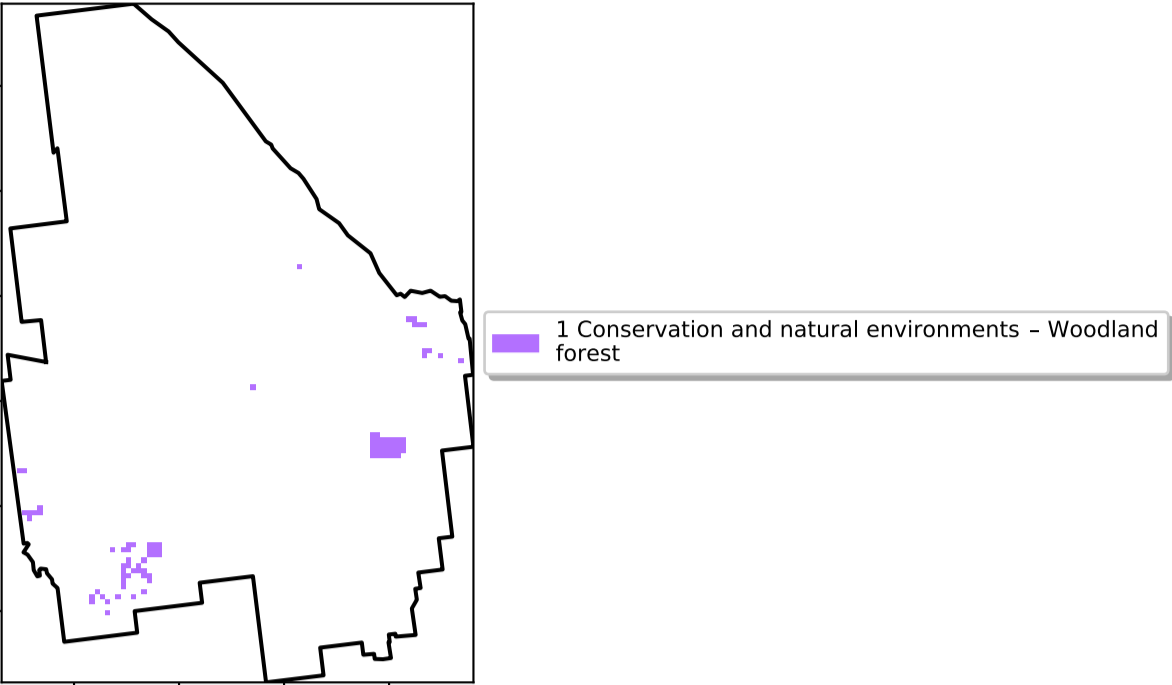 1 Conservation and natural environments – Woodland
forest